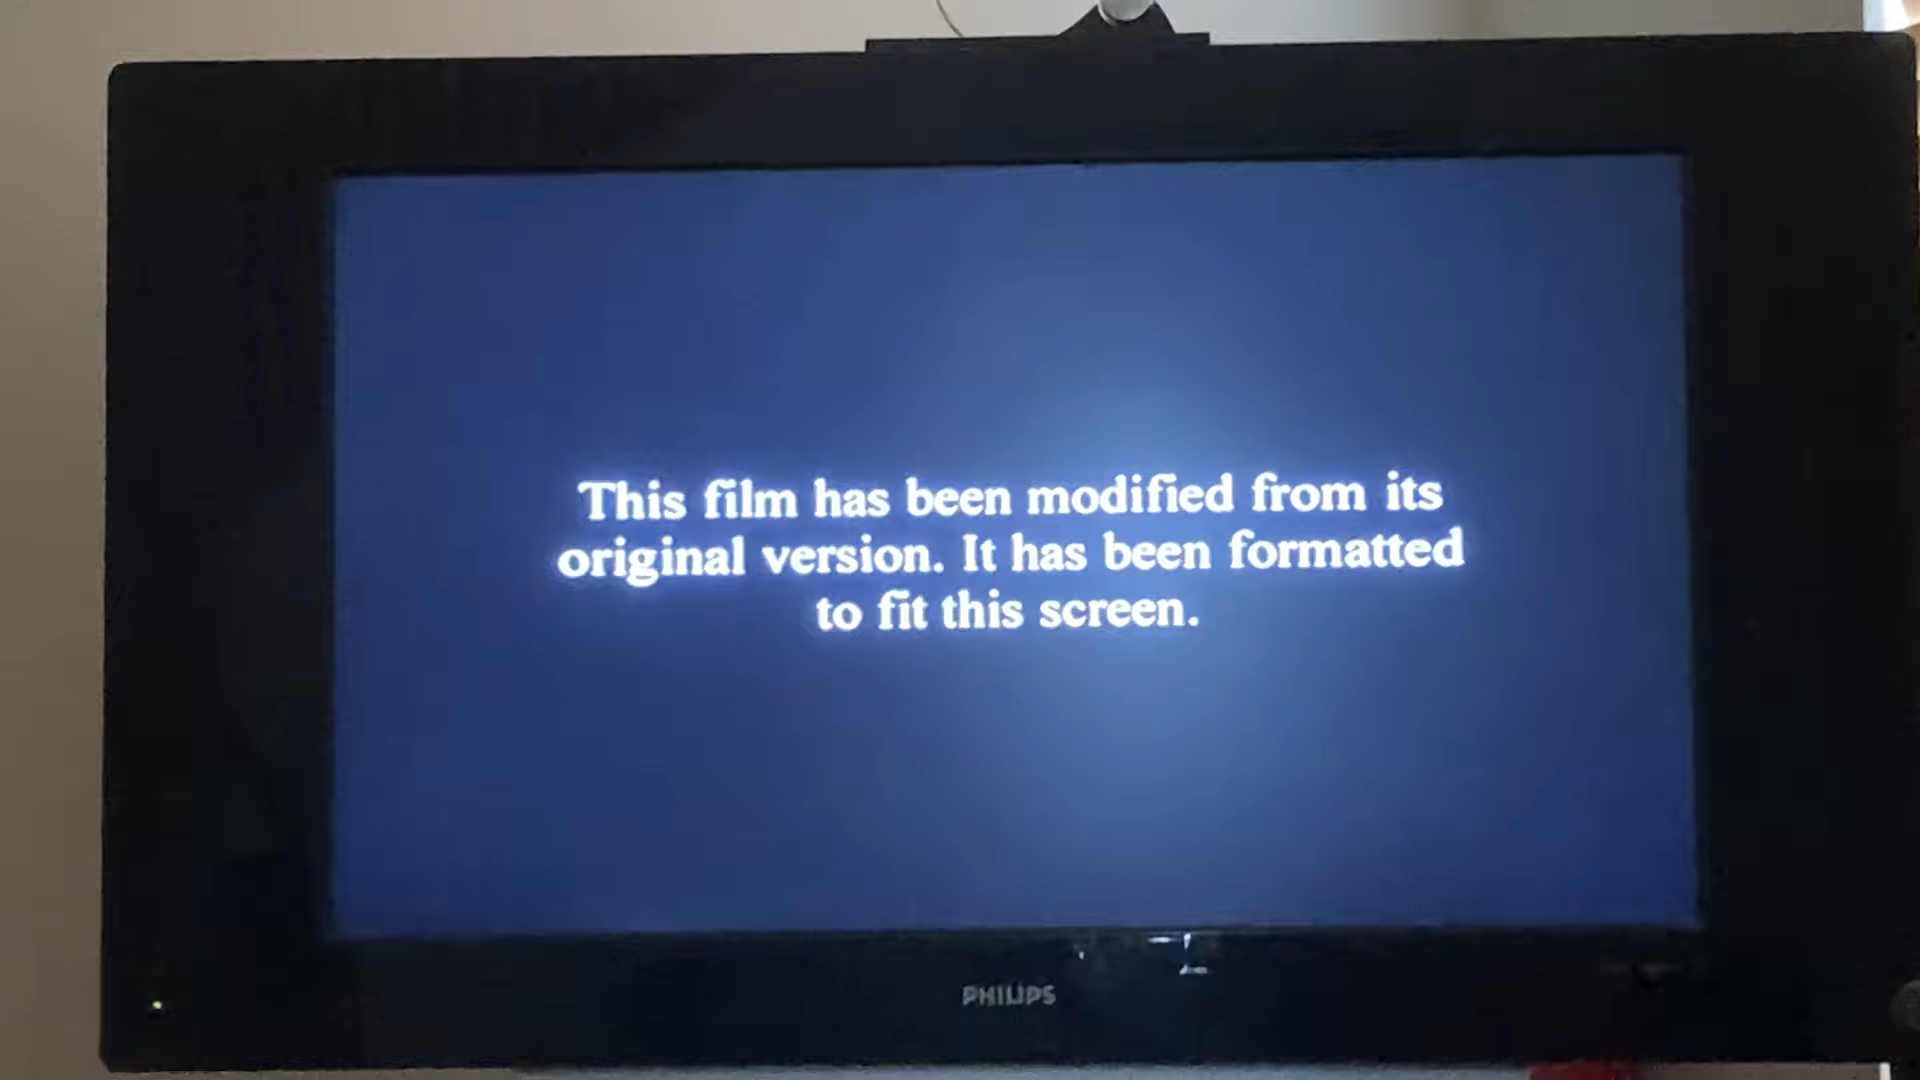 This film has been modified from its
original version. It has been formatted
to fit this screen.
PHILIPS